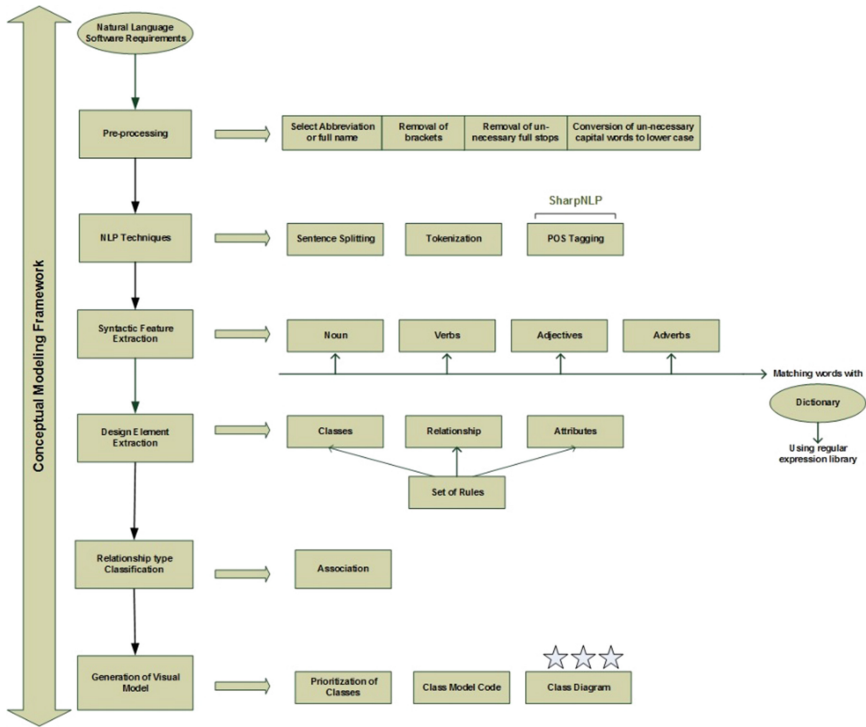 Natural Language
Software Requirements
Pre-processing
Select Abbreviation
or full name
Removal of
brackets
Removal of un-
necessary full stops
Conversion of un-necessary
capital words to lower case
SharpNLP
NLP Techniques
Sentence Splitting
Tokenization
POS Tagging
Conceptual Modeling Framework
Syntactic Feature
Extraction
Noun
Verbs
Adjectives
Adverbs
Matching words with
Dictionary
Using regular
expression library
Design Element
Extraction
Classes
Relationship
Attributes
Set of Rules
Relationship type
Classification
Association
Generation of Visual
Model
Prioritization of
Classes
Class Model Code
Class Diagram